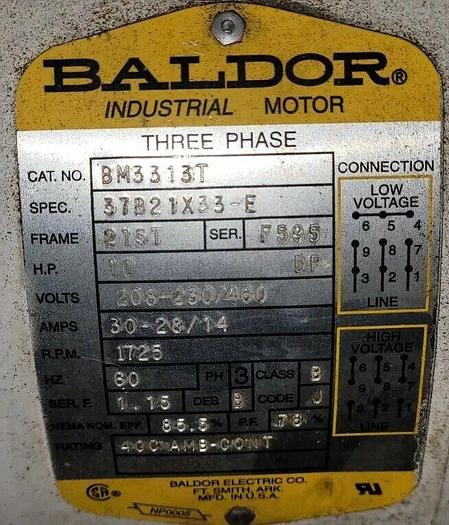 BALDOR®
INDUSTRIAL MOTOR
THREE PHASE
CAT. NO. BM3313T
SPEC. 37B21X33-E
FRAME 215T SER. F595
H.P. 10 DP
VOLTS 208-230/460
AMPS 30-28/14
R.P.M. 1725
HZ 60 PH 3 CLASS B
SER. F. 1.15 DES B CODE J
NEMA NOM. EFF. 85.5% P.F. 78%
RATING 40C AMB-CONT
CONNECTION
LOW
VOLTAGE
6 5 4
9 8 7
3 2 1
LINE
HIGH
VOLTAGE
6 5 4
9 8 7
3 2 1
LINE
BALDOR ELECTRIC CO.
FT. SMITH, ARK.
MFD. IN U.S.A.
NP0005